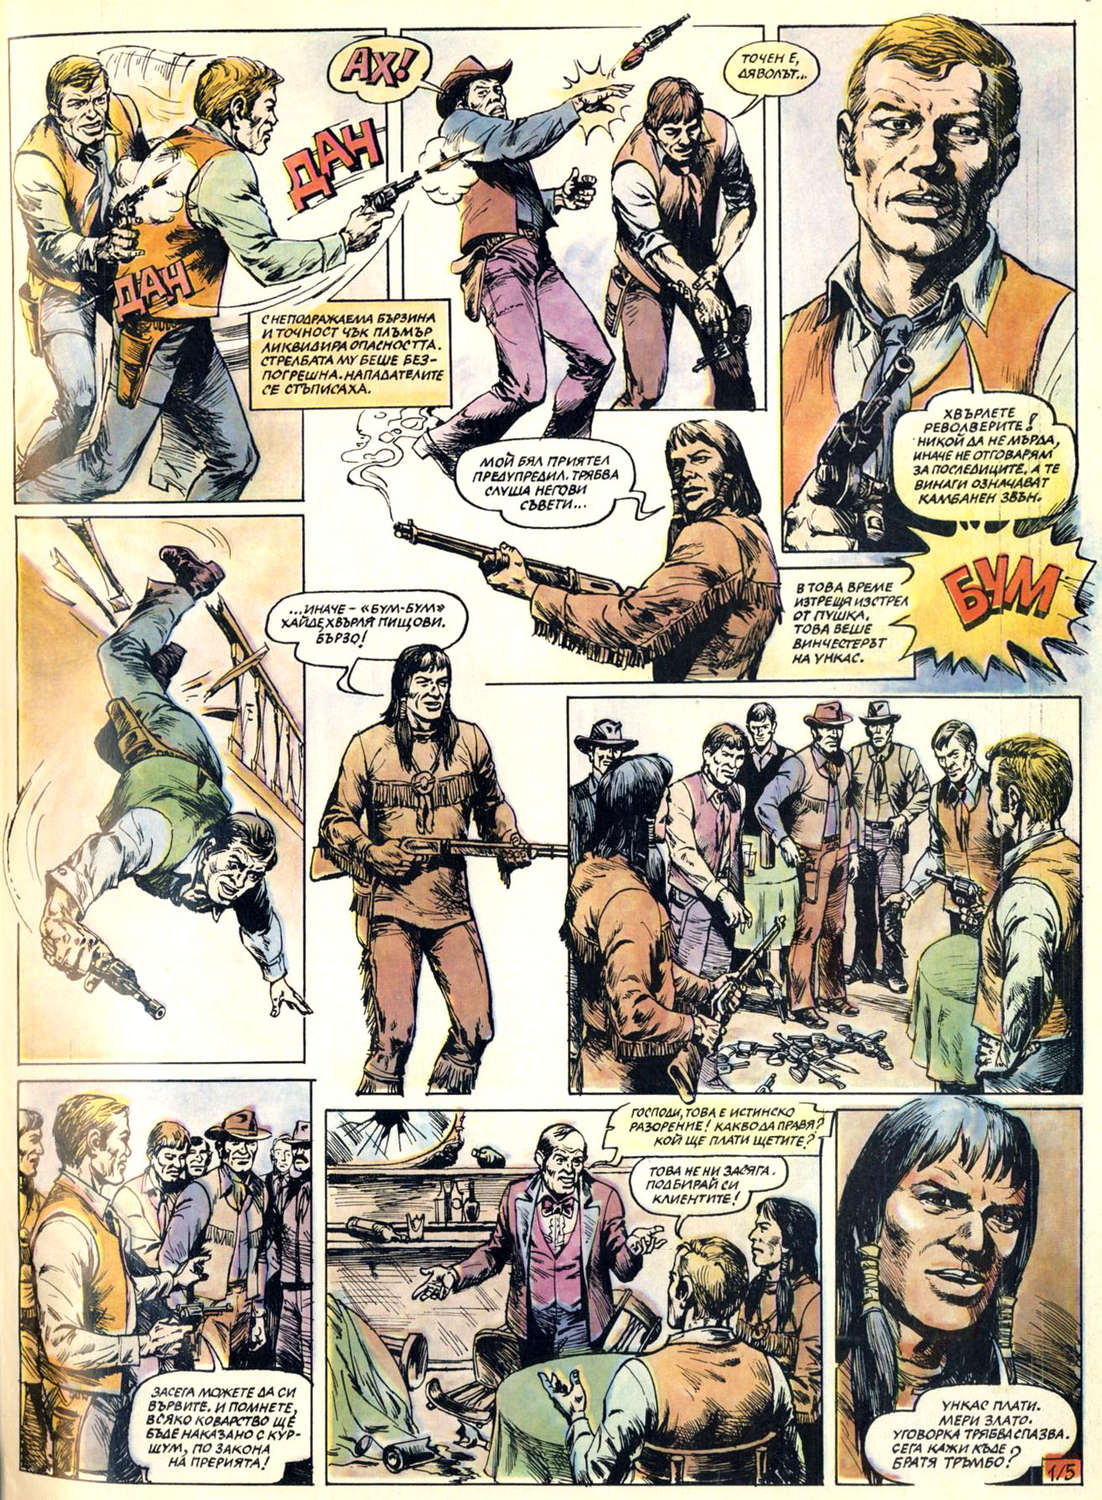 ДАН
ДАН
С НЕПОДРАЖАЕМА БЪРЗИНА
И ТОЧНОСТ ЧЪК ПЛЪМЪР
ЛИКВИДИРА ОПАСНОСТТА.
СТРЕЛБАТА МУ БЕШЕ БЕЗ-
ПОГРЕШНА. НАПАДАТЕЛИТЕ
СЕ СТЪПИСАХА.
АХ!
ТОЧЕН Е,
ДЯВОЛЪТ...
ХВЪРЛЕТЕ
РЕВОЛВЕРИТЕ!
НИКОЙ ДА НЕ МЪРДА,
ИНАЧЕ НЕ ОТГОВАРЯМ
ЗА ПОСЛЕДИЦИТЕ, А ТЕ
ВИНАГИ ОЗНАЧАВАТ
КАМБАНЕН ЗВЪН.
БУМ
В ТОВА ВРЕМЕ
ИЗТРЕЩЯ ИЗСТРЕЛ
ОТ ПУШКА.
ТОВА БЕШЕ
ВИНЧЕСТЕРЪТ
НА УНКАС.
МОЙ БЯЛ ПРИЯТЕЛ
ПРЕДУПРЕДИЛ. ТРЯБВА
СЛУША НЕГОВИ
СЪВЕТИ...
...ИНАЧЕ - «БУМ-БУМ»
ХАЙДЕ, ХВЪРЛЯ ПИЩОВИ.
БЪРЗО!
ЗАСЕГА МОЖЕТЕ ДА СИ
ВЪРВИТЕ. И ПОМНЕТЕ,
ВСЯКО КОВАРСТВО ЩЕ
БЪДЕ НАКАЗАНО С КУР-
ШУМ, ПО ЗАКОНА
НА ПРЕРИЯТА!
ГОСПОДИ, ТОВА Е ИСТИНСКО
РАЗОРЕНИЕ! КАКВО ДА ПРАВЯ?
КОЙ ЩЕ ПЛАТИ ЩЕТИТЕ?
ТОВА НЕ НИ ЗАСЯГА.
ПОДБИРАЙ СИ
КЛИЕНТИТЕ!
УНКАС ПЛАТИ.
МЕРИ ЗЛАТО.
УГОВОРКА ТРЯБВА СПАЗВА.
СЕГА КАЖИ КЪДЕ
БРАТЯ ТРЪМБО?
1/5